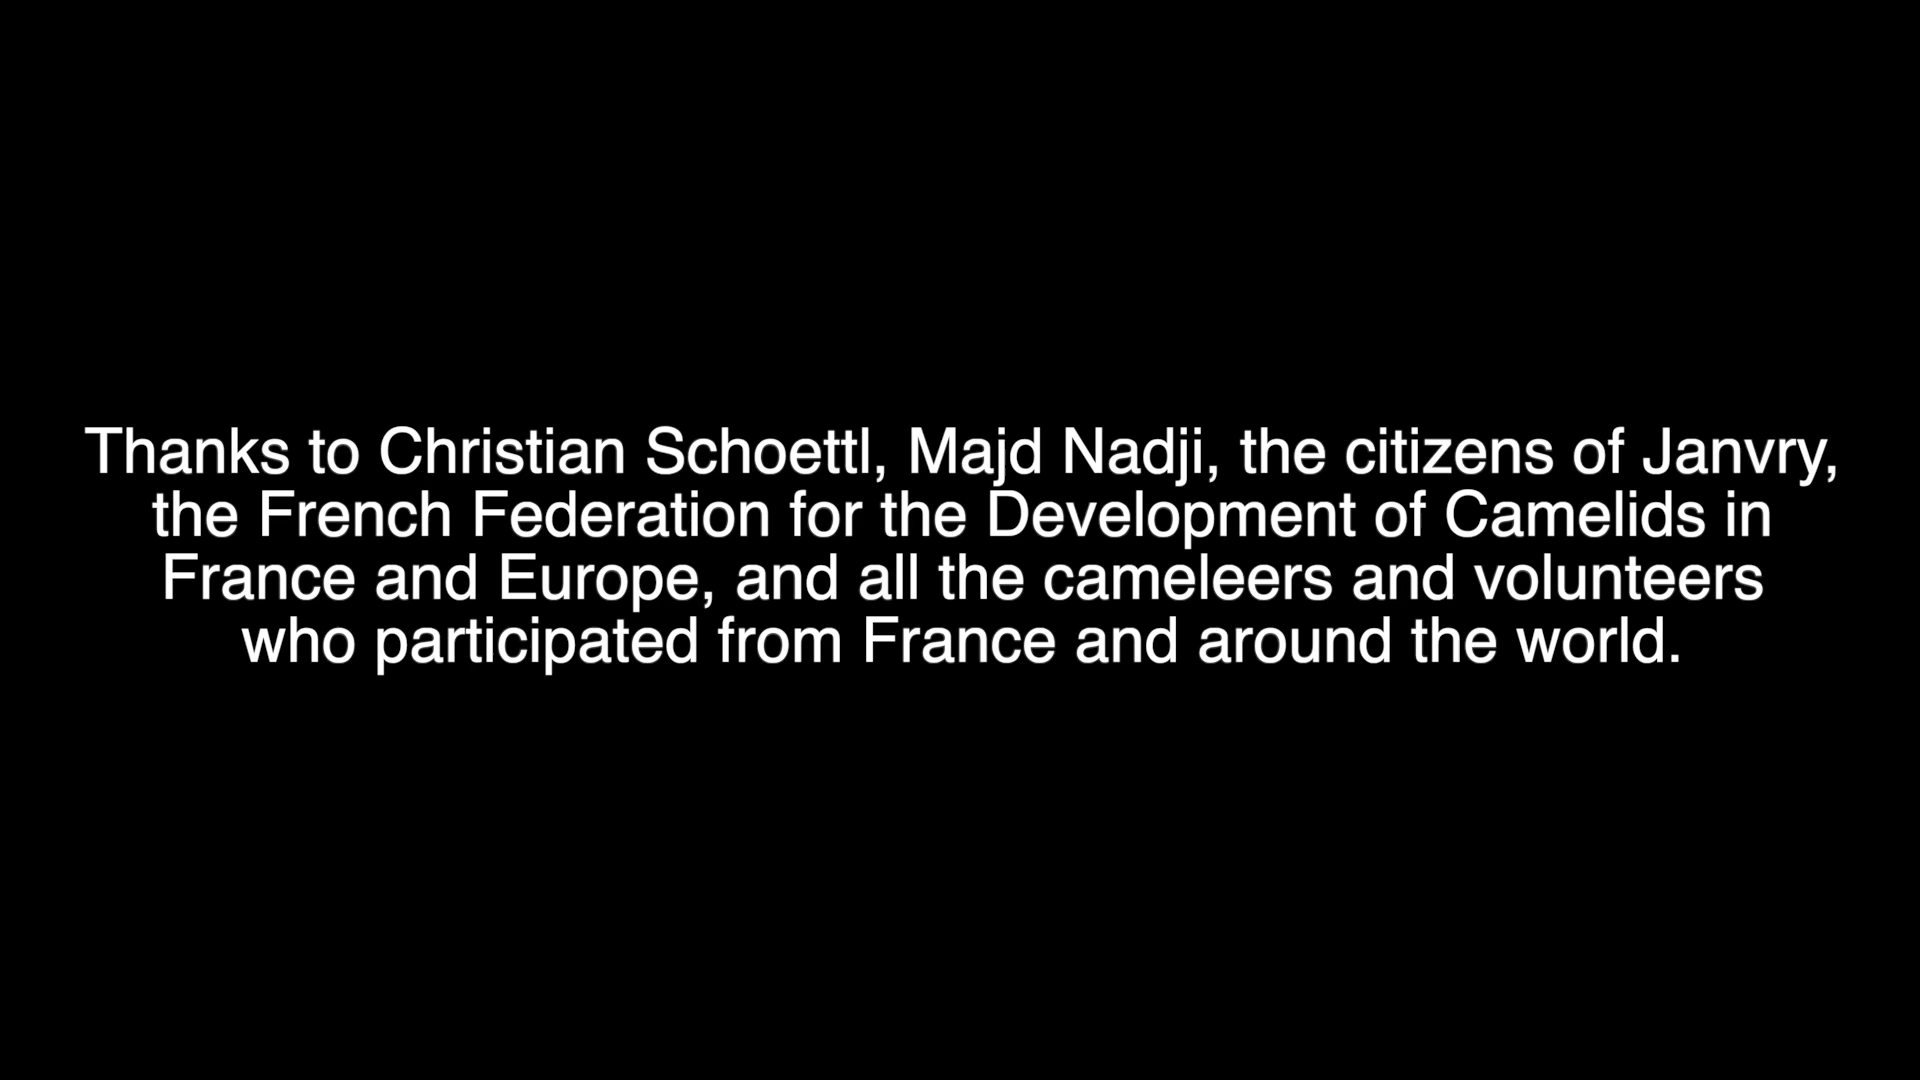 Thanks to Christian Schoettl, Majd Nadji, the citizens of Janvry,
the French Federation for the Development of Camelids in
France and Europe, and all the cameleers and volunteers
who participated from France and around the world.